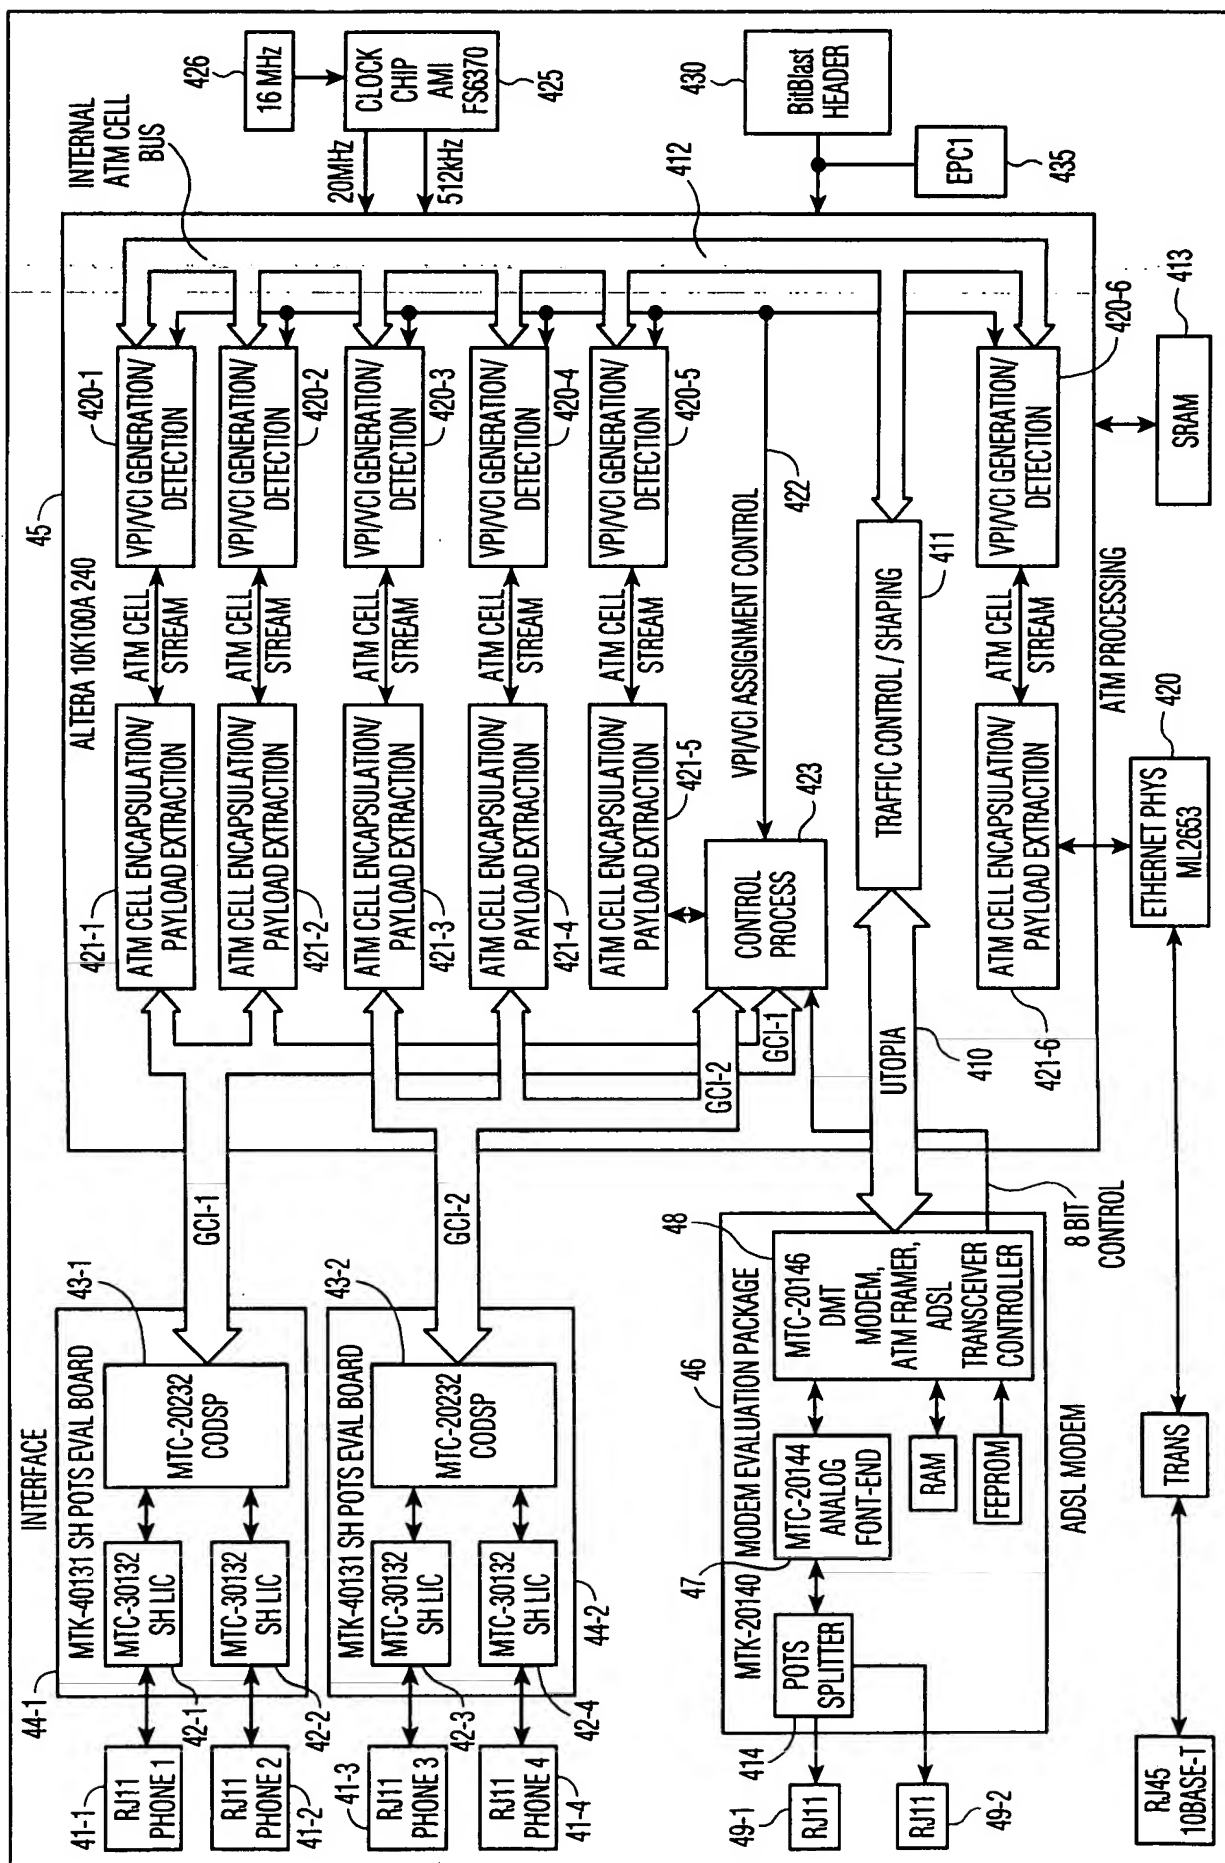 INTERFACE
MTK-40131 SH POTS EVAL BOARD
44-1
RJ11
PHONE 1
41-1
MTC-30132
SH LIC
42-1
RJ11
PHONE 2
41-2
MTC-30132
SH LIC
42-2
MTC-20232
CODSP
43-1
GCI-1
MTK-40131 SH POTS EVAL BOARD
44-2
RJ11
PHONE 3
41-3
MTC-30132
SH LIC
42-3
RJ11
PHONE 4
41-4
MTC-30132
SH LIC
42-4
MTC-20232
CODSP
43-2
GCI-2
MTK-20140 MODEM EVALUATION PACKAGE
46
POTS
SPLITTER
414
RJ11
49-1
RJ11
49-2
MTC-20144
ANALOG
FONT-END
47
RAM
FEPROM
MTC-20146
DMT
MODEM,
ATM FRAMER,
ADSL
TRANSCEIVER
CONTROLLER
48
ADSL MODEM
8 BIT
CONTROL
RJ45
10BASE-T
TRANS
ETHERNET PHYS
ML2653
420
ALTERA 10K100A 240
45
ATM CELL ENCAPSULATION/
PAYLOAD EXTRACTION
421-1
ATM CELL
STREAM
VPI/VCI GENERATION/
DETECTION
420-1
ATM CELL ENCAPSULATION/
PAYLOAD EXTRACTION
421-2
ATM CELL
STREAM
VPI/VCI GENERATION/
DETECTION
420-2
ATM CELL ENCAPSULATION/
PAYLOAD EXTRACTION
421-3
ATM CELL
STREAM
VPI/VCI GENERATION/
DETECTION
420-3
ATM CELL ENCAPSULATION/
PAYLOAD EXTRACTION
421-4
ATM CELL
STREAM
VPI/VCI GENERATION/
DETECTION
420-4
ATM CELL ENCAPSULATION/
PAYLOAD EXTRACTION
421-5
ATM CELL
STREAM
VPI/VCI GENERATION/
DETECTION
420-5
GCI-2
GCI-1
CONTROL
PROCESS
423
VPI/VCI ASSIGNMENT CONTROL
422
UTOPIA
410
TRAFFIC CONTROL / SHAPING
411
ATM CELL ENCAPSULATION/
PAYLOAD EXTRACTION
421-6
ATM CELL
STREAM
VPI/VCI GENERATION/
DETECTION
420-6
ATM PROCESSING
SRAM
413
INTERNAL
ATM CELL
BUS
412
20MHz
512kHz
16 MHz
426
CLOCK
CHIP
AMI
FS6370
425
BitBlast
HEADER
430
EPC1
435